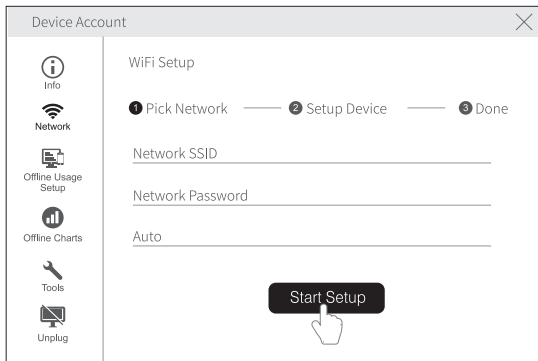 Device Account
Info
Network
Offline Usage
Setup
Offline Charts
Tools
Unplug
WiFi Setup
1 Pick Network 2 Setup Device 3 Done
Network SSID
Network Password
Auto
Start Setup